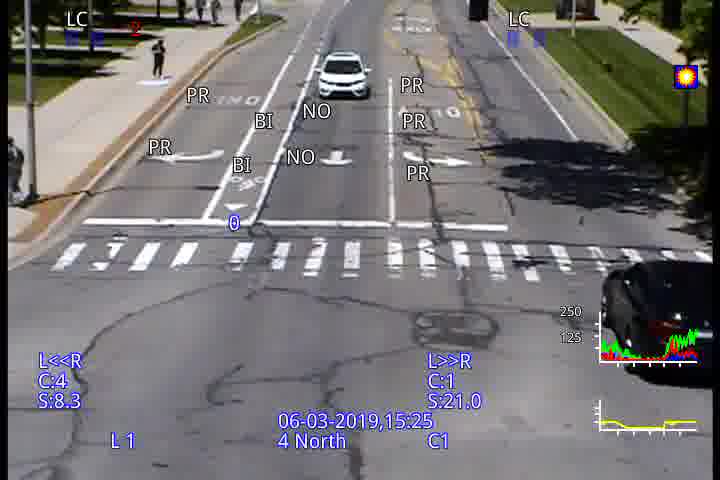 LC
LC
2
PR
PR
NO
BI
PR
PR
BI
NO
PR
0
ONLY
250
125
L<<R
C:4
S:8.3
L>>R
C:1
S:21.0
06-03-2019,15:25
L 1
4 North
C1